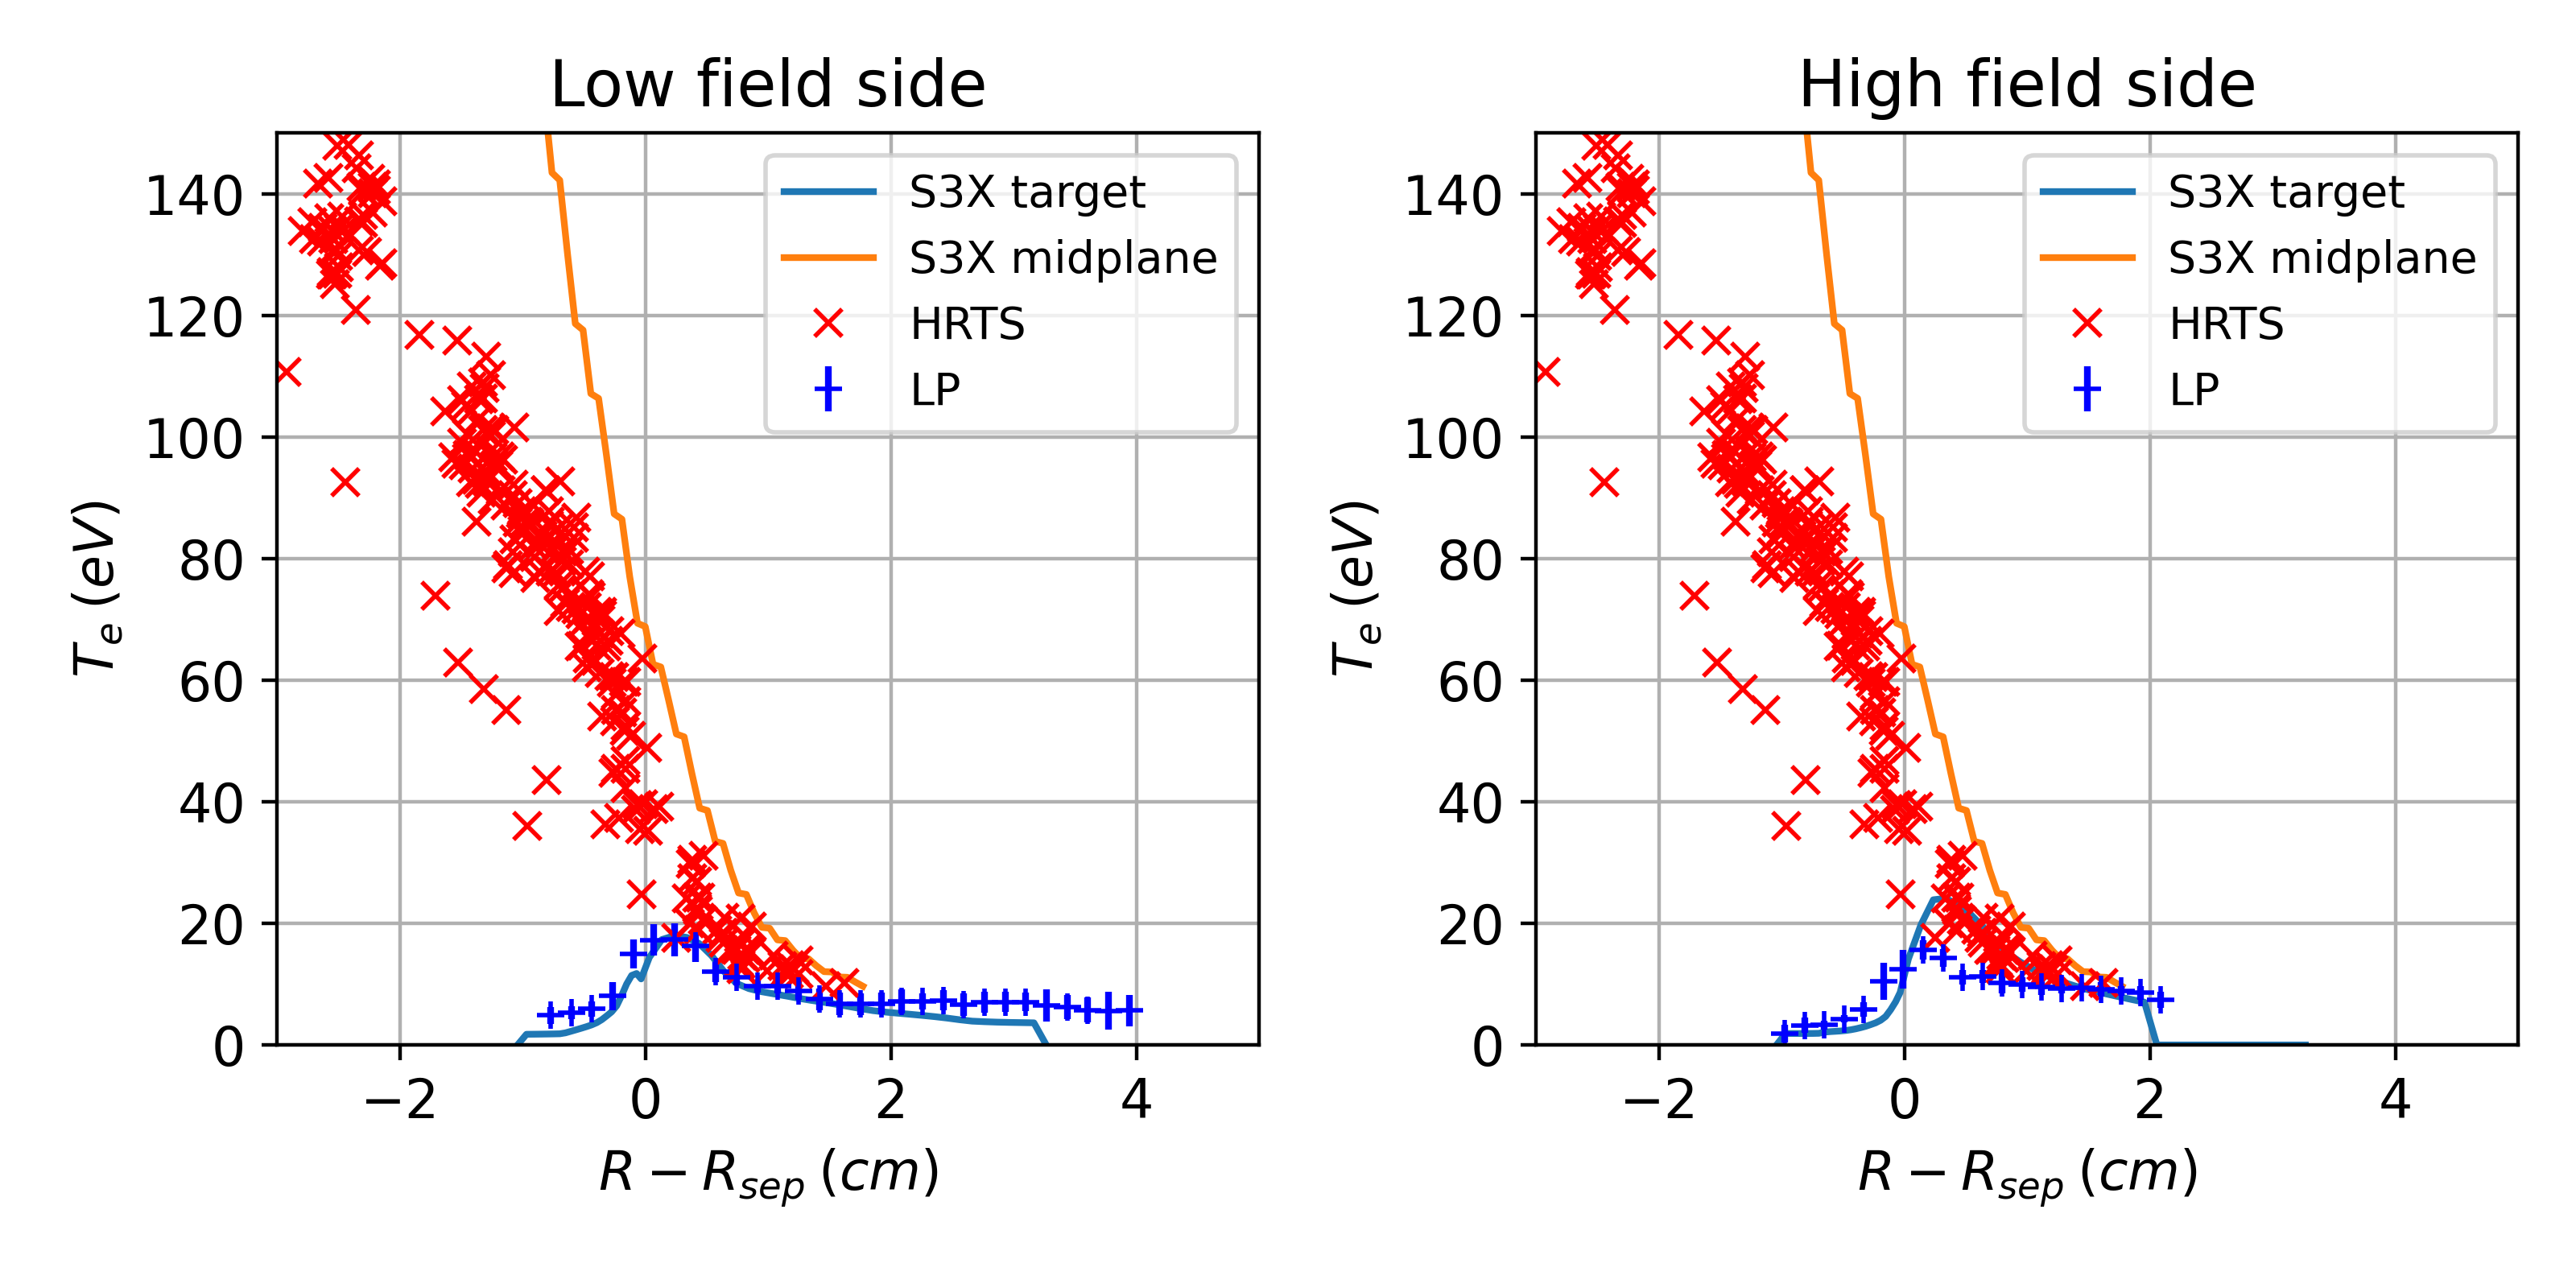 Low field side
140
120
100
80
60
40
20
0
T_e (eV)
−2 0 2 4
R − R_sep (cm)
S3X target
S3X midplane
HRTS
LP
High field side
140
120
100
80
60
40
20
0
T_e (eV)
−2 0 2 4
R − R_sep (cm)
S3X target
S3X midplane
HRTS
LP